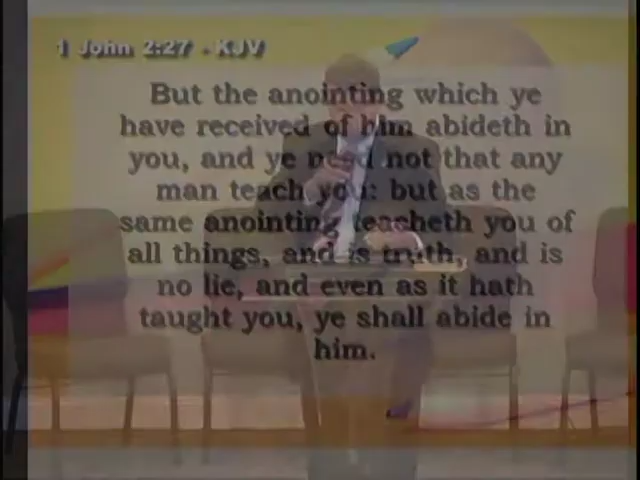 1 John 2:27 - KJV
But the anointing which ye
have received of him abideth in
you, and ye need not that any
man teach you: but as the
same anointing teacheth you of
all things, and is truth, and is
no lie, and even as it hath
taught you, ye shall abide in
him.